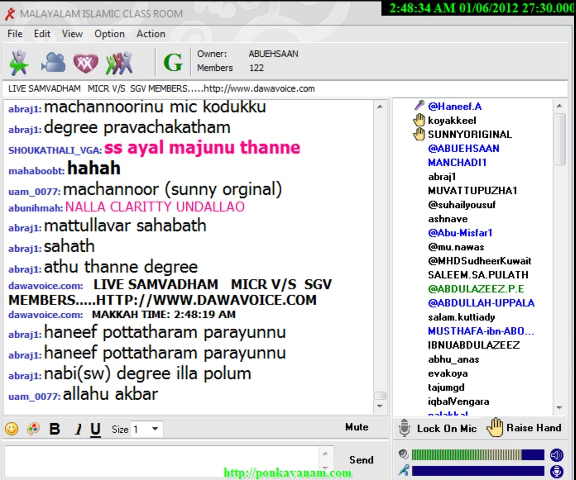 2:48:34 AM 01/06/2012 27:30.000
MALAYALAM ISLAMIC CLASS ROOM
File Edit View Option Action
G
Owner: ABUEHSAAN
Members 122
LIVE SAMVADHAM MICR V/S SGV MEMBERS.....http://www.dawavoice.com
abraj1: machannoorinu mic kodukku
abraj1: degree pravachakatham
SHOUKATHALI_VGA: ss ayal majunu thanne
mahaboobt: hahah
uam_0077: machannoor (sunny orginal)
abunihmah: NALLA CLARITTY UNDALLAO
abraj1: mattullavar sahabath
abraj1: sahath
abraj1: athu thanne degree
dawavoice.com: LIVE SAMVADHAM MICR V/S SGV
MEMBERS.....HTTP://WWW.DAWAVOICE.COM
dawavoice.com: MAKKAH TIME: 2:48:19 AM
abraj1: haneef pottatharam parayunnu
abraj1: haneef pottatharam parayunnu
abraj1: nabi(sw) degree illa polum
uam_0077: allahu akbar
@Haneef.A
koyakkeel
SUNNYORIGINAL
@ABUEHSAAN
MANCHADI1
abraj1
MUVATTUPUZHA1
@suhailyousuf
ashnave
@Abu-Misfar1
@mu.nawas
@MHDSudheerKuwait
SALEEM.SA.PULATH
@ABDULAZEEZ.P.E
@ABDULLAH-UPPALA
salam.kuttiady
MUSTHAFA-ibn-ABO...
IBNUABDULAZEEZ
abhu_anas
evakoya
tajumgd
iqbalVengara
palakkal
B I U Size 1 Mute
Lock On Mic Raise Hand
Send
http://ponkavanam.com